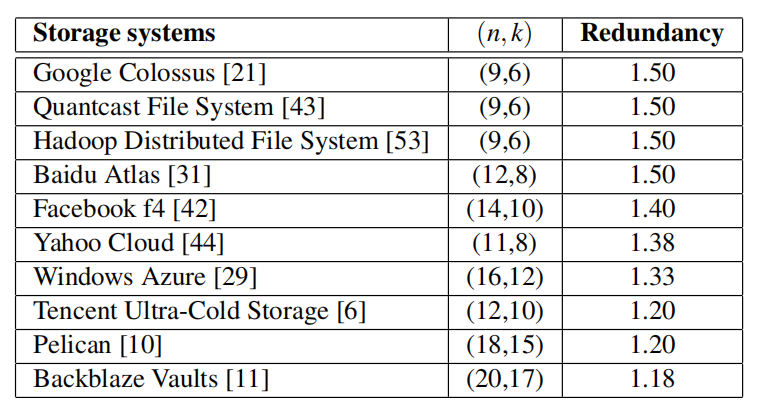 Storage systems (n,k) Redundancy
Google Colossus [21] (9,6) 1.50
Quantcast File System [43] (9,6) 1.50
Hadoop Distributed File System [53] (9,6) 1.50
Baidu Atlas [31] (12,8) 1.50
Facebook f4 [42] (14,10) 1.40
Yahoo Cloud [44] (11,8) 1.38
Windows Azure [29] (16,12) 1.33
Tencent Ultra-Cold Storage [6] (12,10) 1.20
Pelican [10] (18,15) 1.20
Backblaze Vaults [11] (20,17) 1.18